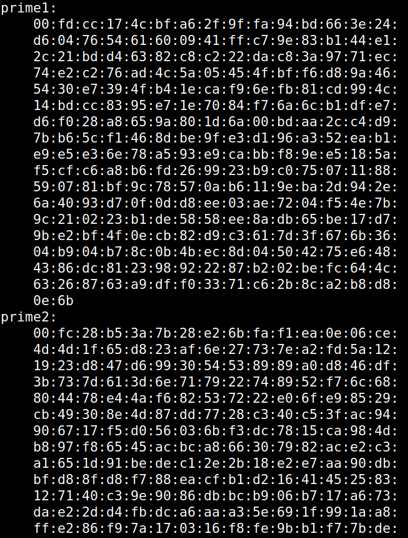 prime1:
00:fd:cc:17:4c:bf:a6:2f:9f:fa:94:bd:66:3e:24:
d6:04:76:54:61:60:09:41:ff:c7:9e:83:b1:44:e1:
2c:21:bd:d4:63:82:c8:c2:22:da:c8:3a:97:71:ec:
74:e2:c2:76:ad:4c:5a:05:45:4f:bf:f6:d8:9a:46:
54:30:e7:39:4f:b4:1e:ca:f9:6e:fb:81:cd:99:4c:
14:bd:cc:83:95:e7:1e:70:84:f7:6a:6c:b1:df:e7:
d6:f0:28:a8:65:9a:80:1d:6a:00:bd:aa:2c:c4:d9:
7b:b6:5c:f1:46:8d:be:9f:e3:d1:96:a3:52:ea:b1:
e9:e5:e3:6e:78:a5:93:e9:ca:bb:f8:9e:e5:18:5a:
f5:cf:c6:a8:b6:fd:26:99:23:b9:c0:75:07:11:88:
59:07:81:bf:9c:78:57:0a:b6:11:9e:ba:2d:94:2e:
6a:40:93:d7:0f:0d:d8:ee:03:ae:72:04:f5:4e:7b:
9c:21:02:23:b1:de:58:58:ee:8a:db:65:be:17:d7:
9b:e2:bf:4f:0e:cb:82:d9:c3:61:7d:3f:67:6b:36:
04:b9:04:b7:8c:0b:4b:ec:8d:04:50:42:75:e6:48:
43:86:dc:81:23:98:92:22:87:b2:02:be:fc:64:4c:
63:26:87:63:a9:df:f0:33:71:c6:2b:8c:a2:b8:d8:
0e:6b
prime2:
00:fc:28:b5:3a:7b:28:e2:6b:fa:f1:ea:0e:06:ce:
4d:4d:1f:65:d8:23:af:6e:27:73:7e:a2:fd:5a:12:
19:23:d8:47:d6:99:30:54:53:89:89:a0:d8:46:df:
3b:73:7d:61:3d:6e:71:79:22:74:89:52:f7:6c:68:
80:44:78:e4:4a:f6:82:53:72:22:e0:6f:e9:85:29:
cb:49:30:8e:4d:87:dd:77:28:c3:40:c5:3f:ac:94:
90:67:17:f5:d0:56:03:6b:f3:dc:78:15:ca:98:4d:
b8:97:f8:65:45:ac:bc:a8:66:30:79:82:ac:e2:c3:
a1:65:1d:91:be:de:c1:2e:2b:18:e2:e7:aa:90:db:
bf:d8:8f:d8:f7:88:ea:cf:b1:d2:16:41:45:25:83:
12:71:40:c3:9e:90:86:db:bc:b9:06:b7:17:a6:73:
da:e2:2d:d4:fb:dc:a6:aa:a3:5e:69:1f:99:1a:a8:
ff:e2:86:f9:7a:17:03:16:f8:fe:9b:b1:f7:7b:de: